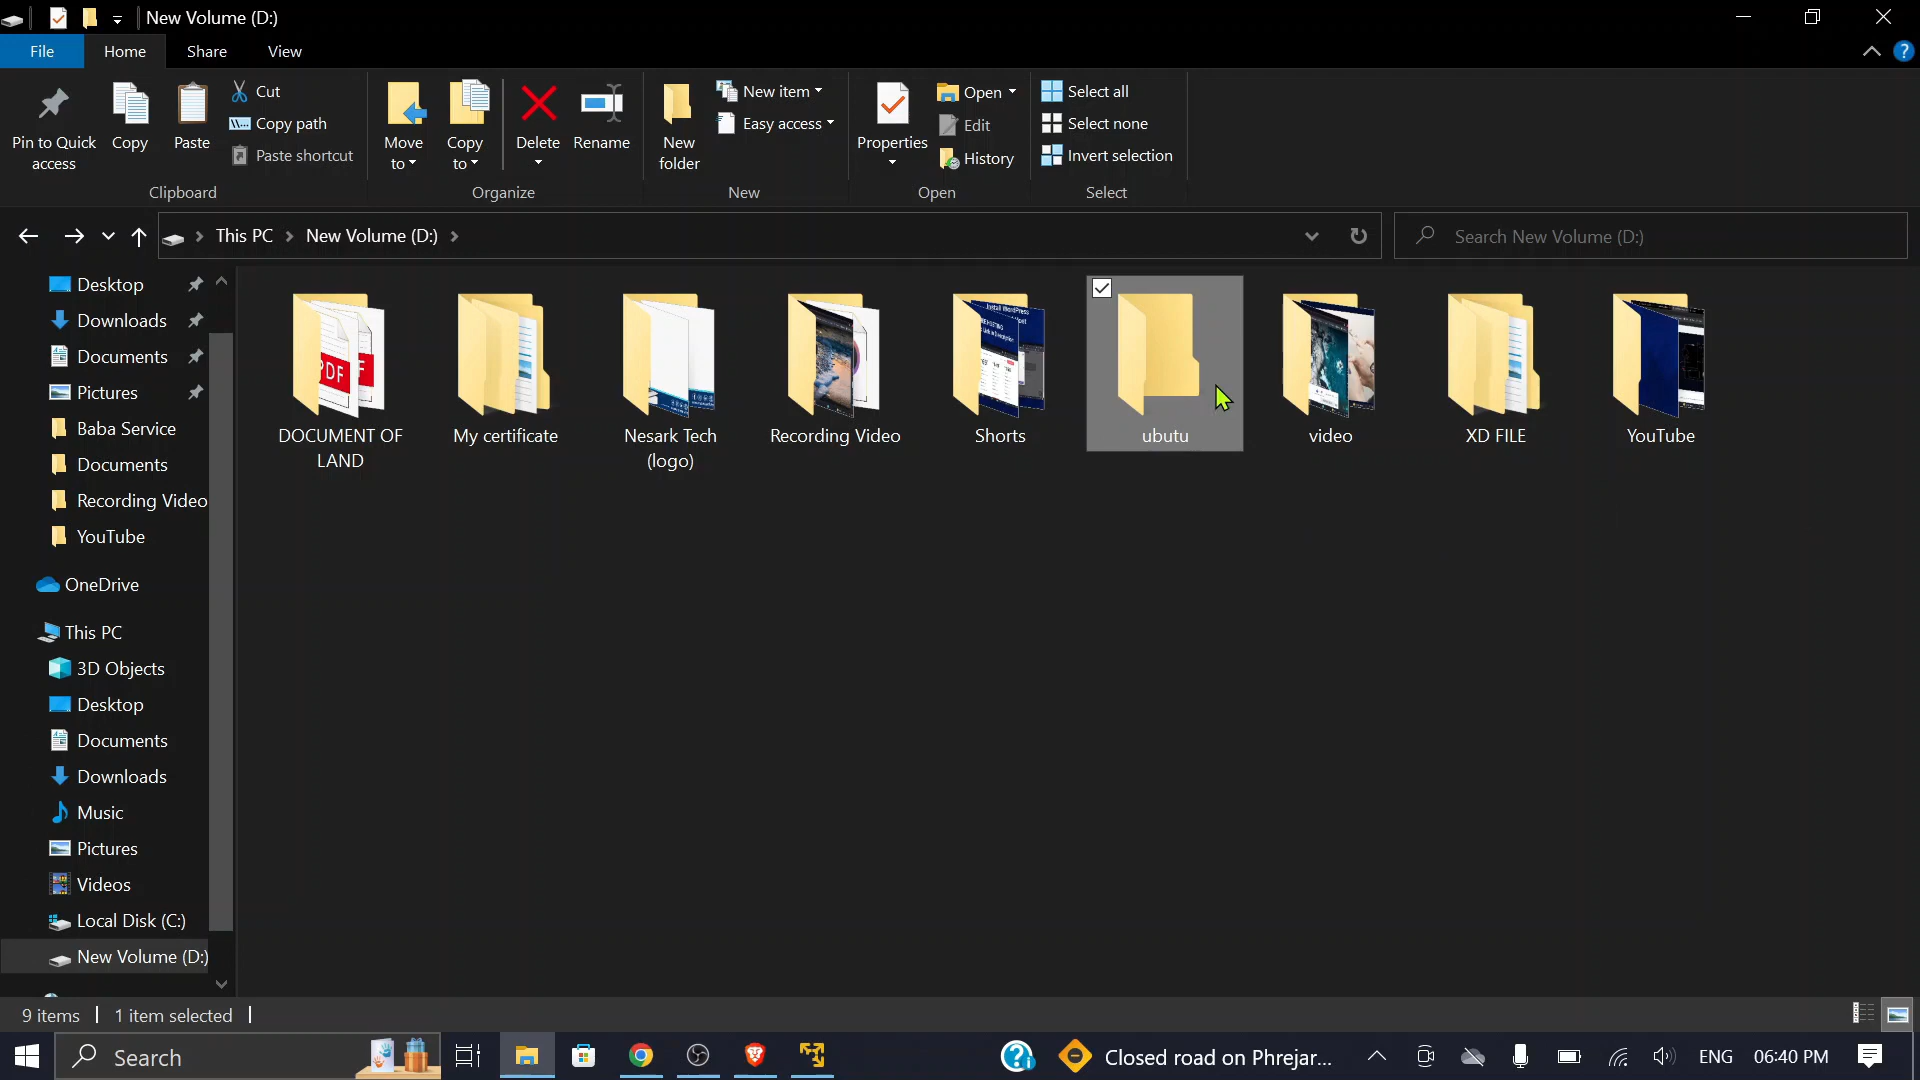 New Volume (D:)
File
Home
Share
View
Pin to Quick
access
Copy
Paste
Cut
Copy path
Paste shortcut
Clipboard
Move
to
Copy
to
Delete
Rename
Organize
New
folder
New item
Easy access
New
Properties
Open
Edit
History
Open
Select all
Select none
Invert selection
Select
This PC
New Volume (D:)
Search New Volume (D:)
Desktop
Downloads
Documents
Pictures
Baba Service
Documents
Recording Video
YouTube
OneDrive
This PC
3D Objects
Desktop
Documents
Downloads
Music
Pictures
Videos
Local Disk (C:)
New Volume (D:)
PDF
DOCUMENT OF
LAND
My certificate
Nesark Tech
(logo)
Recording Video
Install WordPress
Shorts
ubutu
video
XD FILE
YouTube
9 items
1 item selected
Search
Closed road on Phrejar...
ENG
06:40 PM